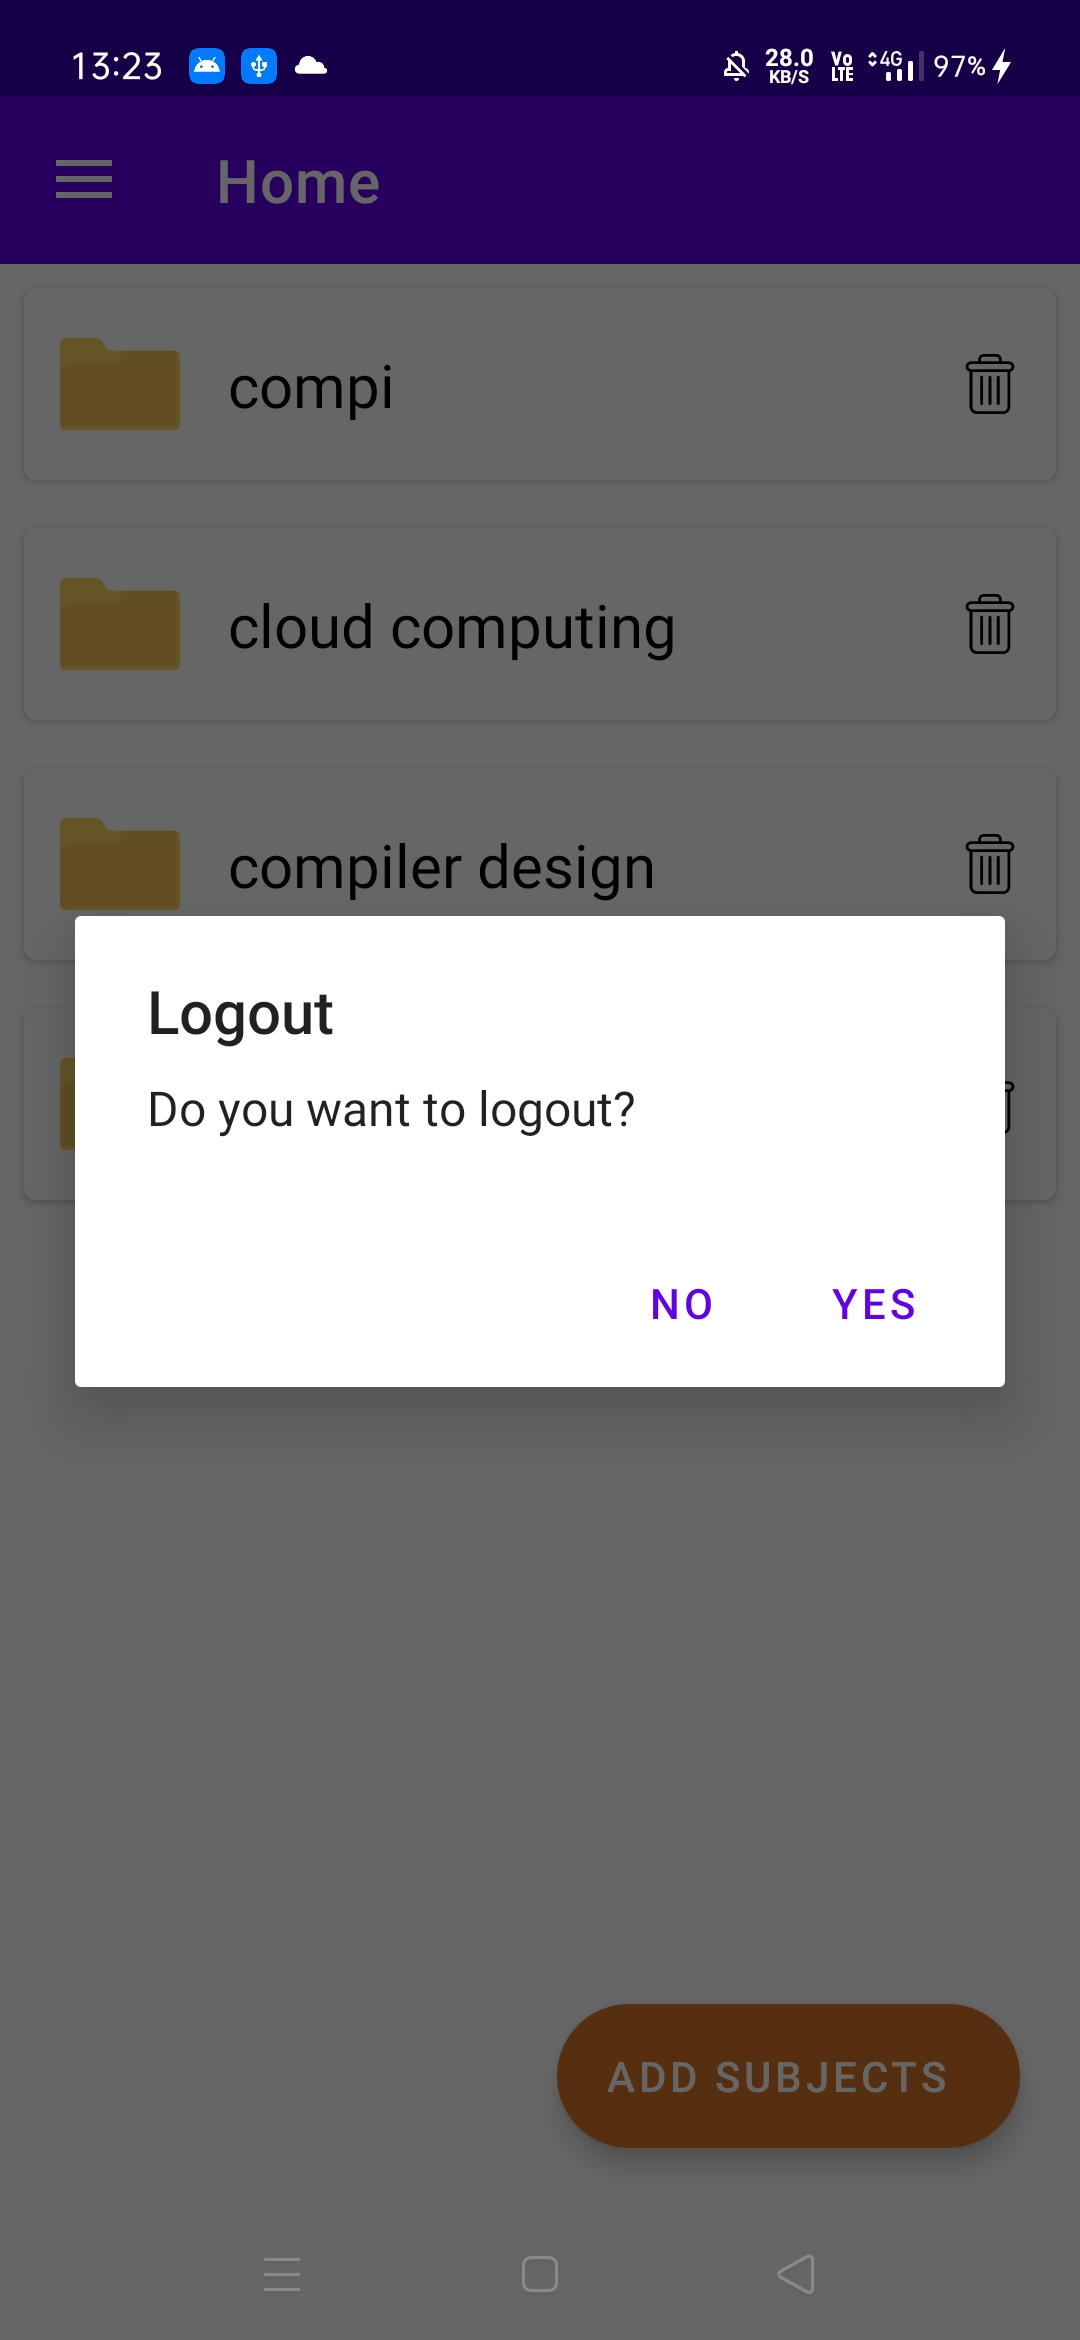 13:23 28.0 KB/S Vo LTE 4G 97%
Home
compi
cloud computing
compiler design
Logout
Do you want to logout?
NO YES
ADD SUBJECTS